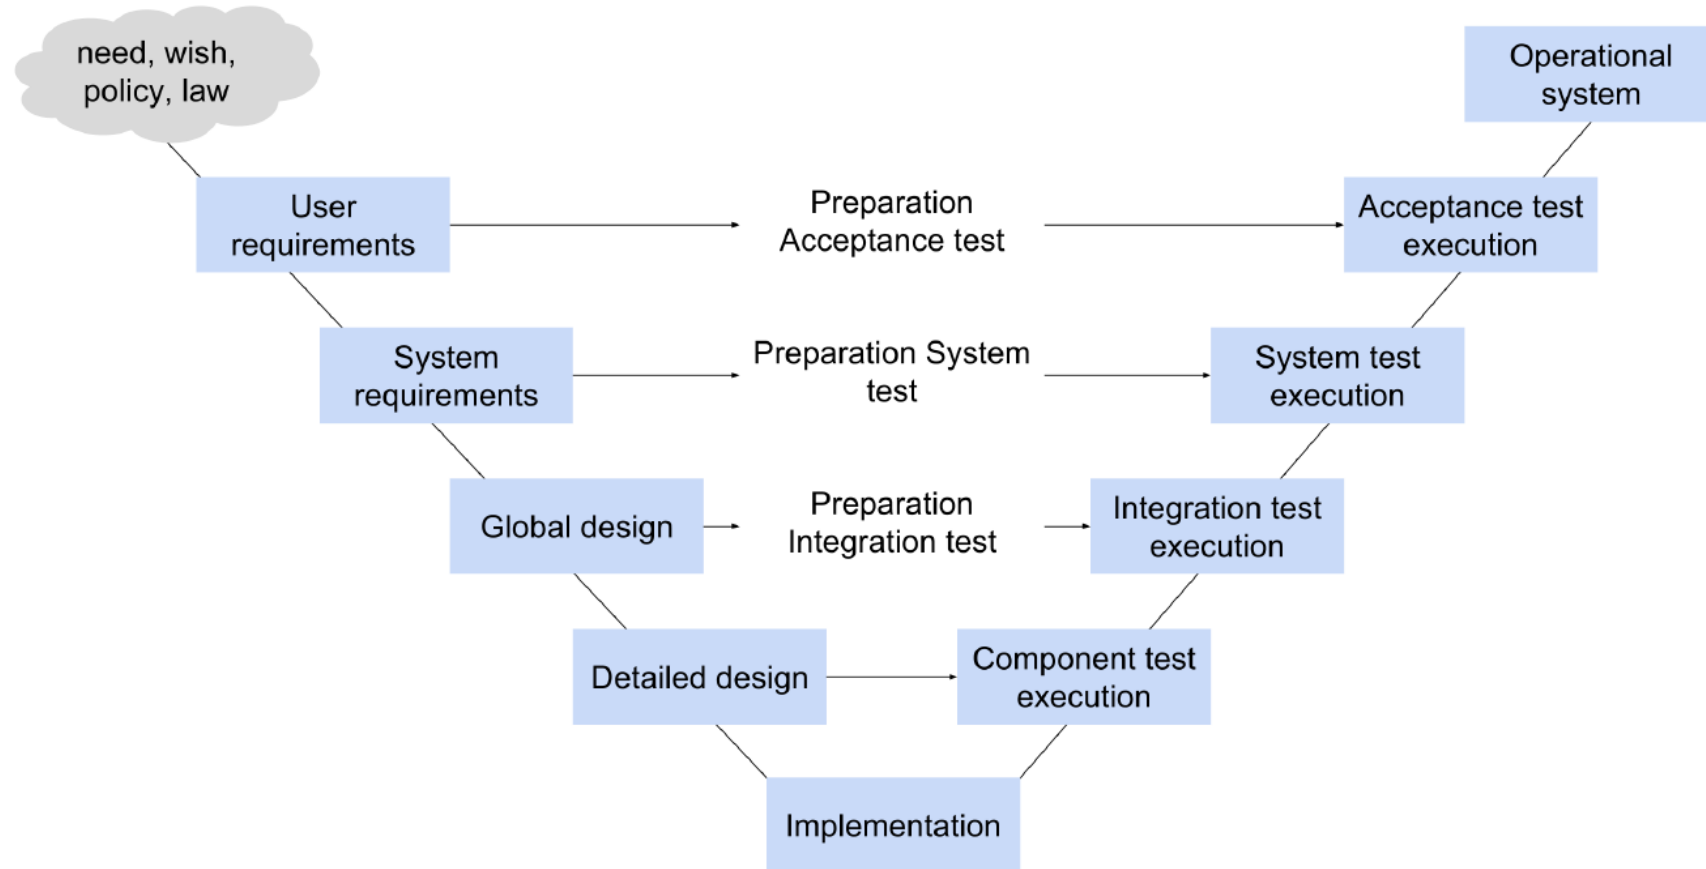 need, wish,
policy, law
Operational
system
User
requirements
Preparation
Acceptance test
Acceptance test
execution
System
requirements
Preparation System
test
System test
execution
Global design
Preparation
Integration test
Integration test
execution
Detailed design
Component test
execution
Implementation